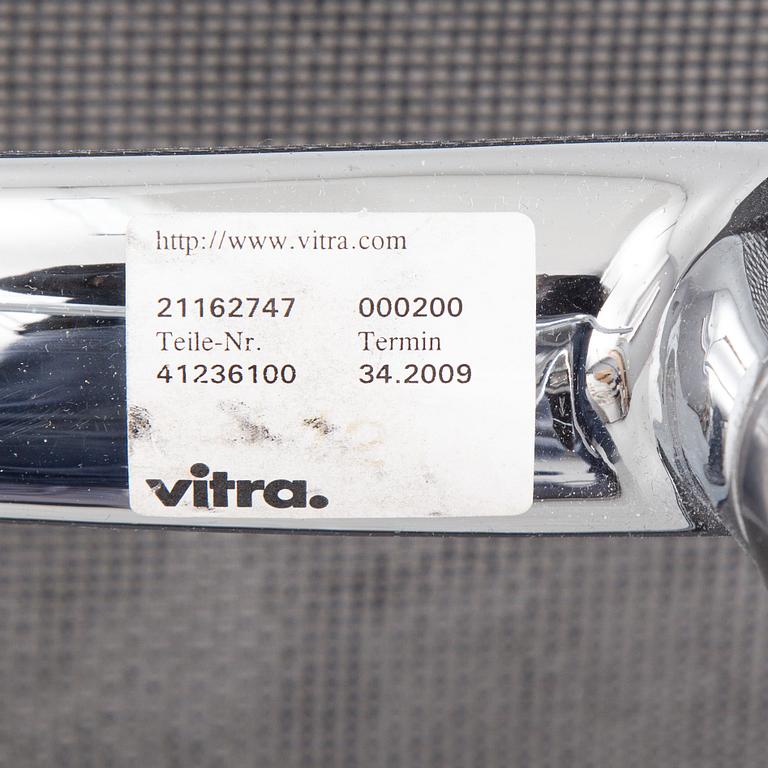 http://www.vitra.com
21162747 000200
Teile-Nr. Termin
41236100 34.2009
vitra.